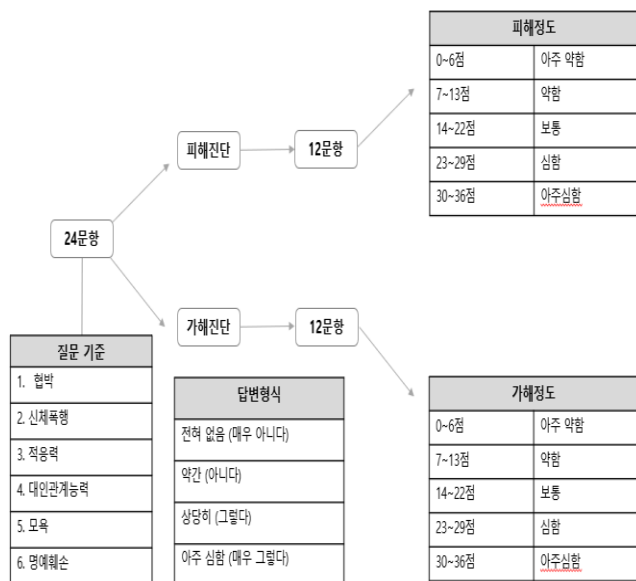 피해정도
0~6점 아주 약함
7~13점 약함
14~22점 보통
23~29점 심함
30~36점 아주심함
피해진단
12문항
24문항
가해진단
12문항
질문 기준
1. 협박
2. 신체폭행
3. 적응력
4. 대인관계능력
5. 모욕
6. 명예훼손
답변형식
전혀 없음 (매우 아니다)
약간 (아니다)
상당히 (그렇다)
아주 심함 (매우 그렇다)
가해정도
0~6점 아주 약함
7~13점 약함
14~22점 보통
23~29점 심함
30~36점 아주심함